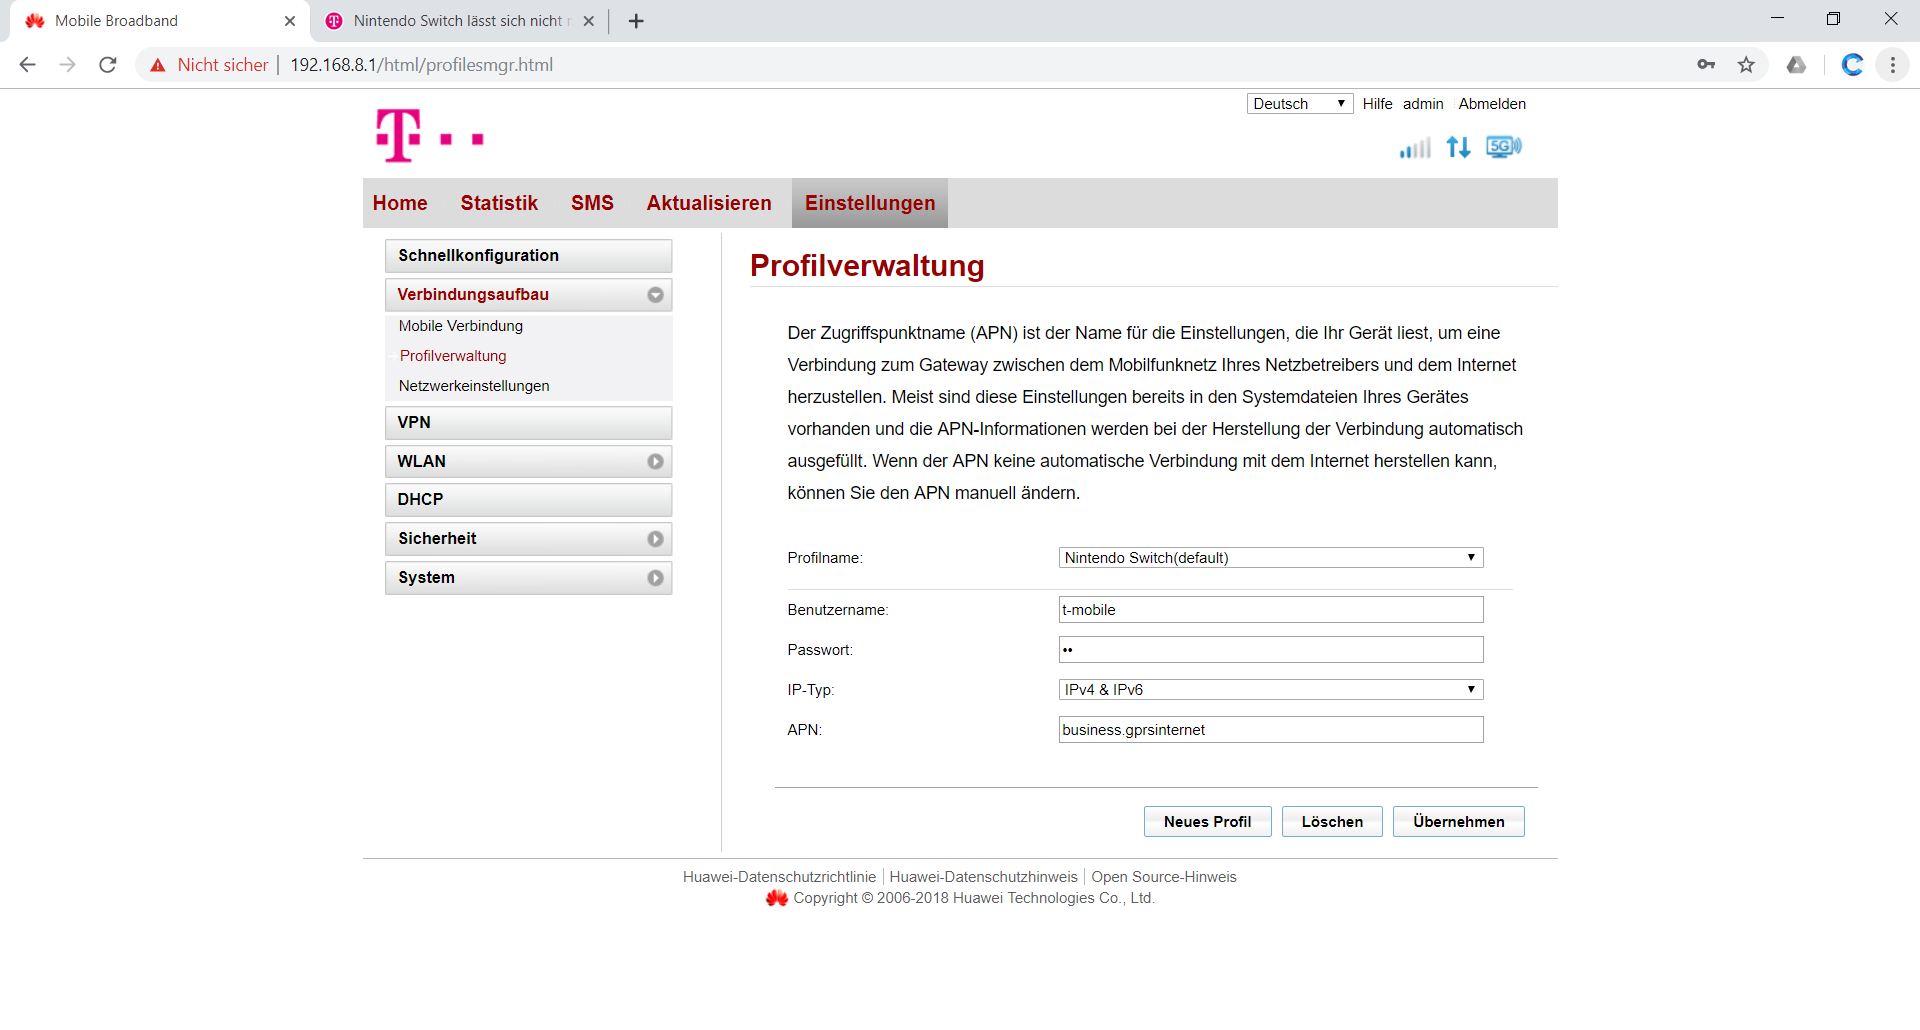 Mobile Broadband
Nintendo Switch lässt sich nicht
Nicht sicher
192.168.8.1/html/profilesmgr.html
Deutsch
Hilfe admin Abmelden
T
5G
Home Statistik SMS Aktualisieren Einstellungen
Schnellkonfiguration
Verbindungsaufbau
Mobile Verbindung
Profilverwaltung
Netzwerkeinstellungen
VPN
WLAN
DHCP
Sicherheit
System
Profilverwaltung
Der Zugriffspunktname (APN) ist der Name für die Einstellungen, die Ihr Gerät liest, um eine
Verbindung zum Gateway zwischen dem Mobilfunknetz Ihres Netzbetreibers und dem Internet
herzustellen. Meist sind diese Einstellungen bereits in den Systemdateien Ihres Gerätes
vorhanden und die APN-Informationen werden bei der Herstellung der Verbindung automatisch
ausgefüllt. Wenn der APN keine automatische Verbindung mit dem Internet herstellen kann,
können Sie den APN manuell ändern.
Profilname: Nintendo Switch(default)
Benutzername: t-mobile
Passwort: ••
IP-Typ: IPv4 & IPv6
APN: business.gprsinternet
Neues Profil Löschen Übernehmen
Huawei-Datenschutzrichtlinie | Huawei-Datenschutzhinweis | Open Source-Hinweis
Copyright © 2006-2018 Huawei Technologies Co., Ltd.